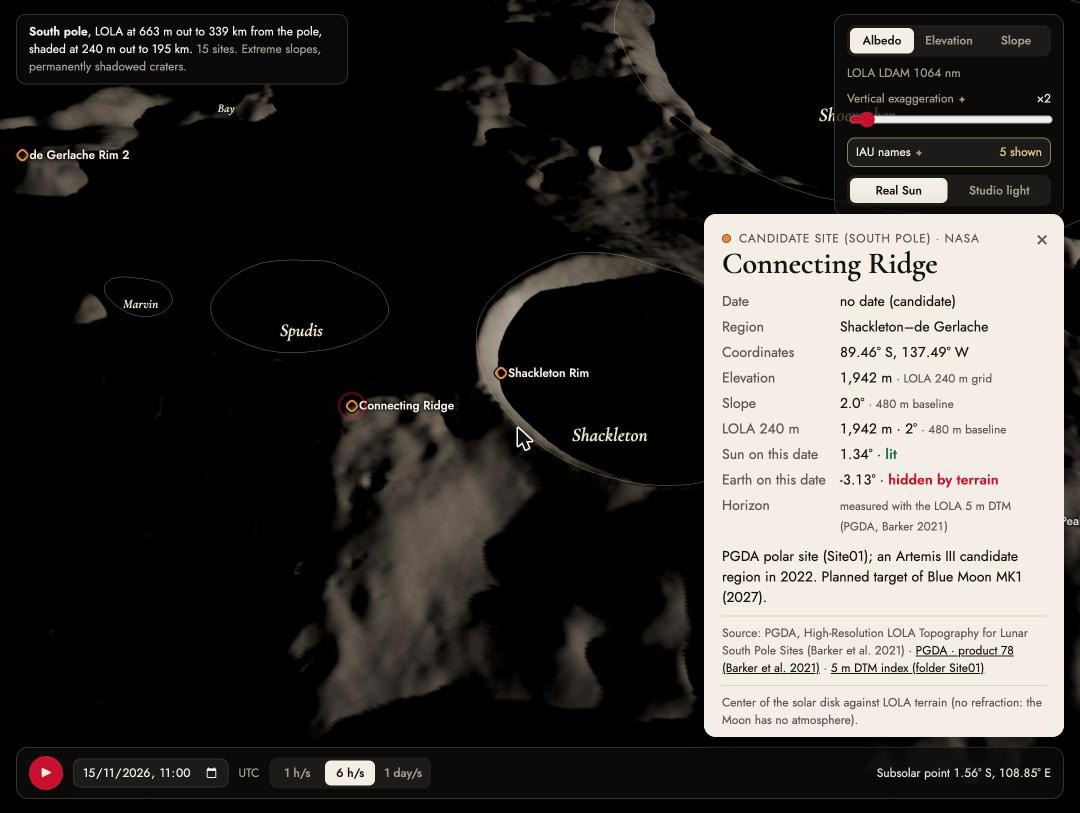 South pole, LOLA at 663 m out to 339 km from the pole,
shaded at 240 m out to 195 km. 15 sites. Extreme slopes,
permanently shadowed craters.
Albedo Elevation Slope
LOLA LDAM 1064 nm
Vertical exaggeration ×2
IAU names 5 shown
Real Sun Studio light
Bay
de Gerlache Rim 2
Marvin
Spudis
Shackleton Rim
Connecting Ridge
Shackleton
CANDIDATE SITE (SOUTH POLE) · NASA
Connecting Ridge
Date no date (candidate)
Region Shackleton–de Gerlache
Coordinates 89.46° S, 137.49° W
Elevation 1,942 m · LOLA 240 m grid
Slope 2.0° · 480 m baseline
LOLA 240 m 1,942 m · 2° · 480 m baseline
Sun on this date 1.34° · lit
Earth on this date -3.13° · hidden by terrain
Horizon measured with the LOLA 5 m DTM
(PGDA, Barker 2021)
PGDA polar site (Site01); an Artemis III candidate
region in 2022. Planned target of Blue Moon MK1
(2027).
Source: PGDA, High-Resolution LOLA Topography for Lunar
South Pole Sites (Barker et al. 2021) · PGDA · product 78
(Barker et al. 2021) · 5 m DTM index (folder Site01)
Center of the solar disk against LOLA terrain (no refraction: the
Moon has no atmosphere).
15/11/2026, 11:00 UTC 1 h/s 6 h/s 1 day/s
Subsolar point 1.56° S, 108.85° E